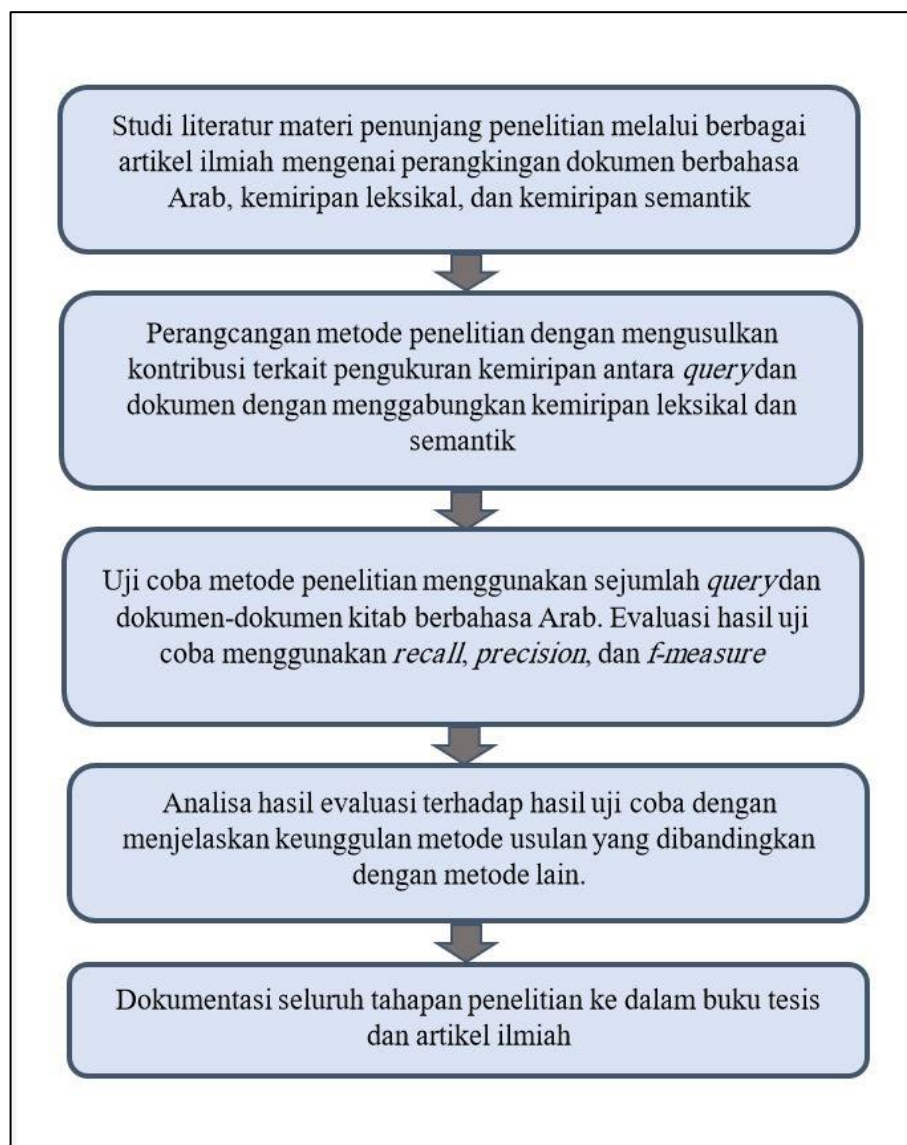 Studi literatur materi penunjang penelitian melalui berbagai
artikel ilmiah mengenai perangkingan dokumen berbahasa
Arab, kemiripan leksikal, dan kemiripan semantik
Perangcangan metode penelitian dengan mengusulkan
kontribusi terkait pengukuran kemiripan antara query dan
dokumen dengan menggabungkan kemiripan leksikal dan
semantik
Uji coba metode penelitian menggunakan sejumlah query dan
dokumen-dokumen kitab berbahasa Arab. Evaluasi hasil uji
coba menggunakan recall, precision, dan f-measure
Analisa hasil evaluasi terhadap hasil uji coba dengan
menjelaskan keunggulan metode usulan yang dibandingkan
dengan metode lain.
Dokumentasi seluruh tahapan penelitian ke dalam buku tesis
dan artikel ilmiah